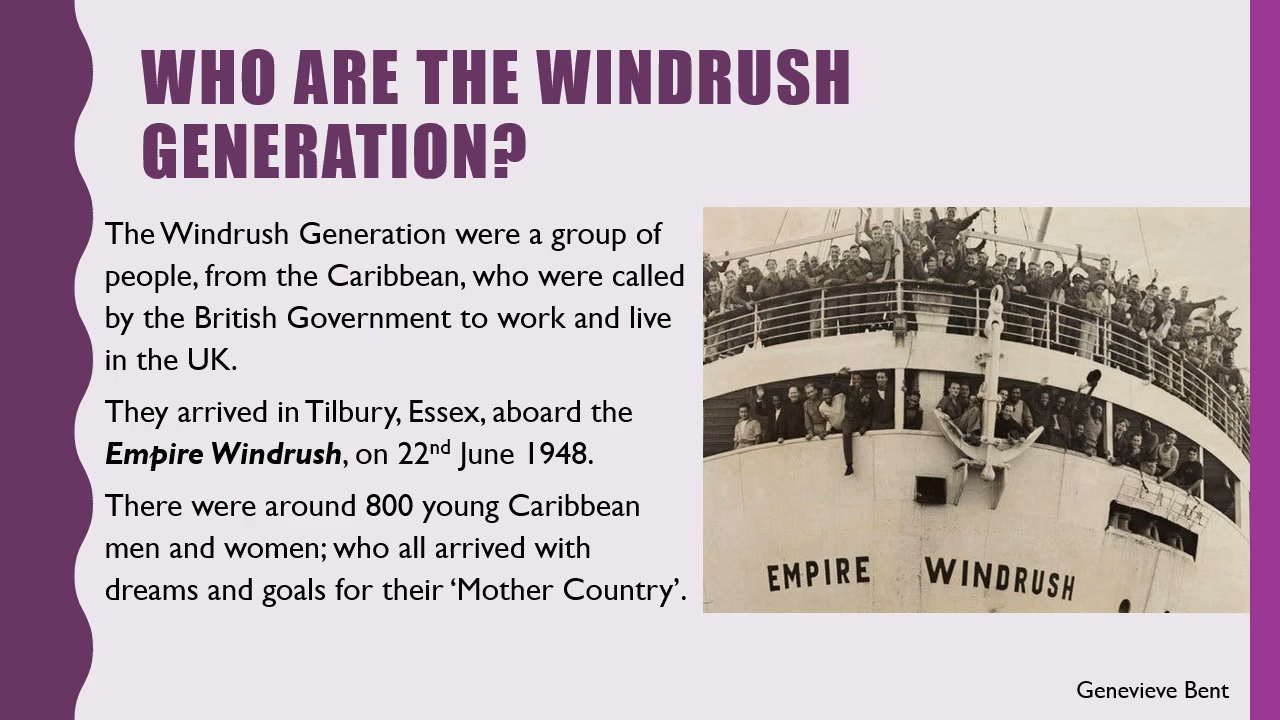 WHO ARE THE WINDRUSH
GENERATION?
The Windrush Generation were a group of
people, from the Caribbean, who were called
by the British Government to work and live
in the UK.
They arrived in Tilbury, Essex, aboard the
Empire Windrush, on 22nd June 1948.
There were around 800 young Caribbean
men and women; who all arrived with
dreams and goals for their ‘Mother Country’.
EMPIRE WINDRUSH
Genevieve Bent